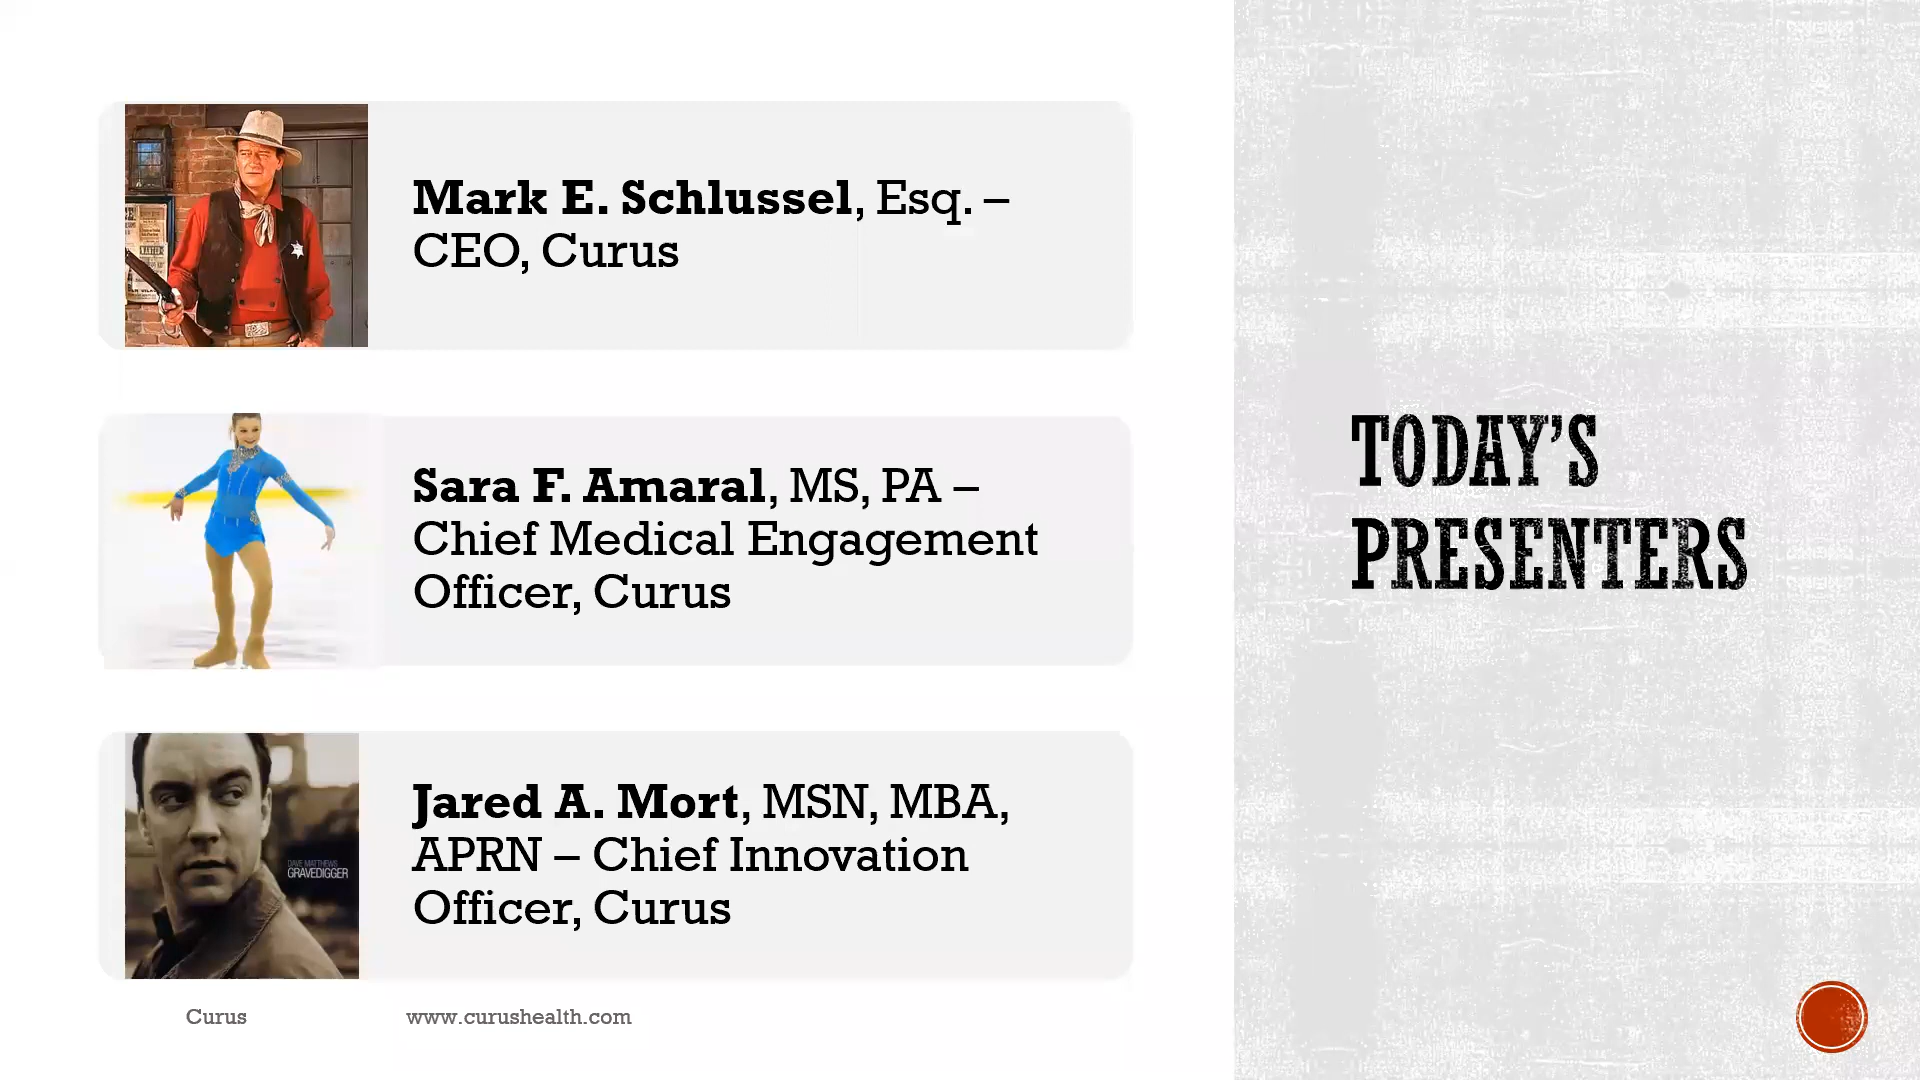 Mark E. Schlussel, Esq. –
CEO, Curus
Sara F. Amaral, MS, PA –
Chief Medical Engagement
Officer, Curus
DAVE MATTHEWS
GRAVEDIGGER
Jared A. Mort, MSN, MBA,
APRN – Chief Innovation
Officer, Curus
Curus
www.curushealth.com
TODAY'S
PRESENTERS